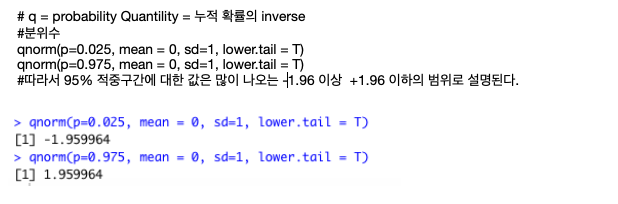 # q = probability Quantility = 누적 확률의 inverse
#분위수
qnorm(p=0.025, mean = 0, sd=1, lower.tail = T)
qnorm(p=0.975, mean = 0, sd=1, lower.tail = T)
#따라서 95% 적중구간에 대한 값은 많이 나오는 -1.96 이상  +1.96 이하의 범위로 설명된다.
> qnorm(p=0.025, mean = 0, sd=1, lower.tail = T)
[1] -1.959964
> qnorm(p=0.975, mean = 0, sd=1, lower.tail = T)
[1] 1.959964